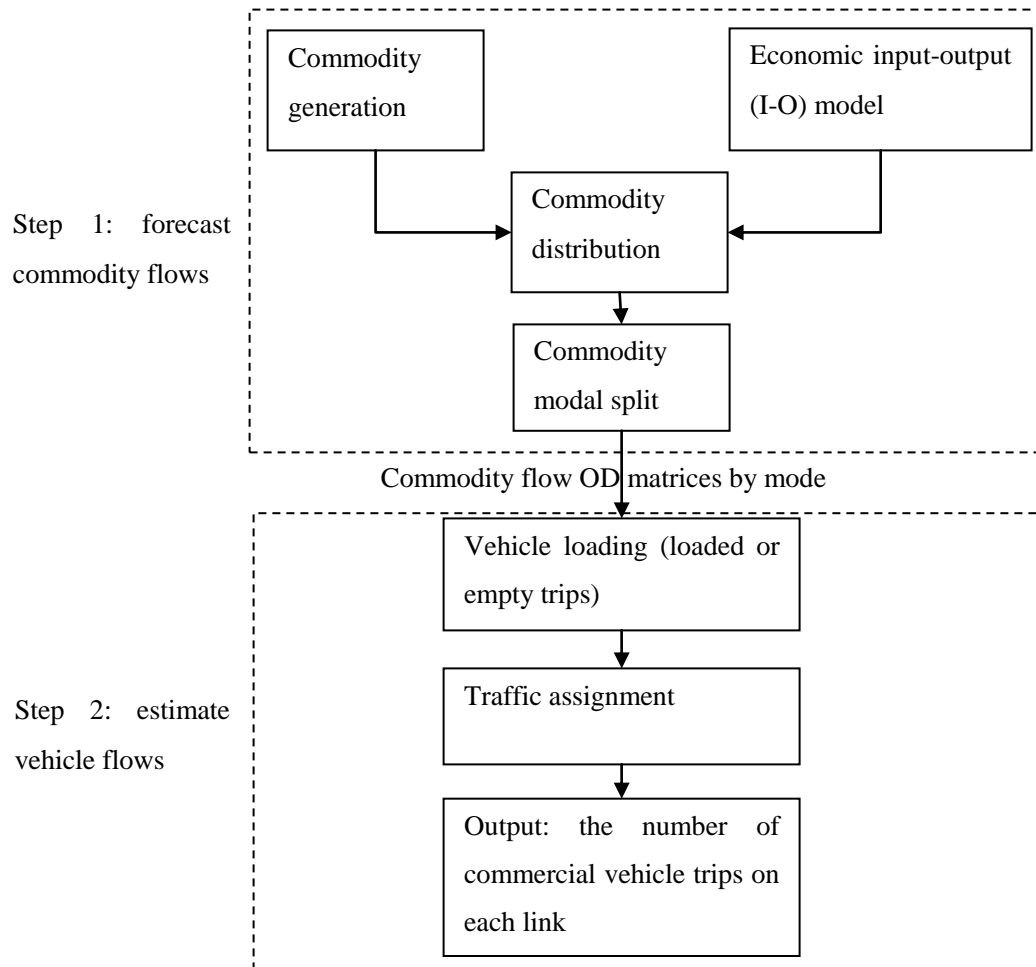 Commodity
generation
Economic input-output
(I-O) model
Commodity
distribution
Step 1: forecast
commodity flows
Commodity
modal split
Commodity flow OD matrices by mode
Vehicle loading (loaded or
empty trips)
Traffic assignment
Step 2: estimate
vehicle flows
Output: the number of
commercial vehicle trips on
each link